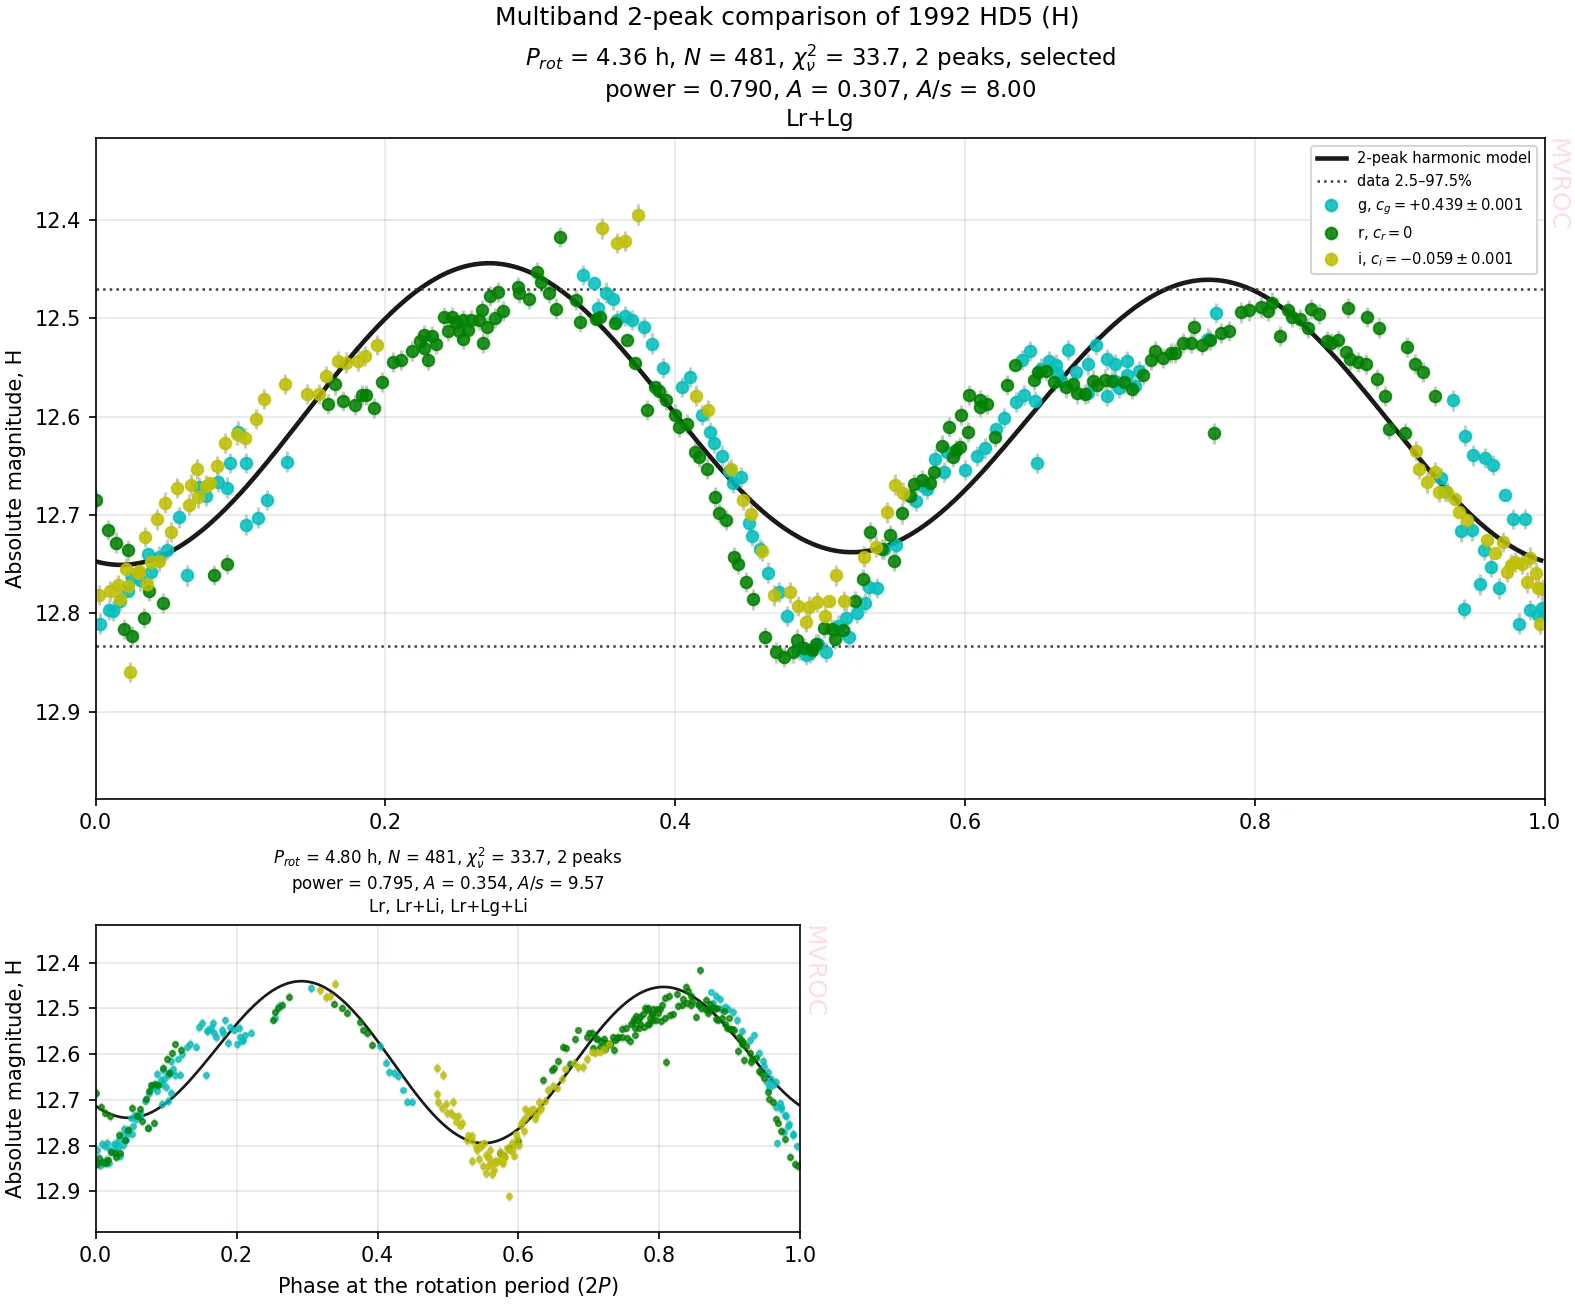 Multiband 2-peak comparison of 1992 HD5 (H)
P_rot = 4.36 h, N = 481, χ²_ν = 33.7, 2 peaks, selected
power = 0.790, A = 0.307, A/s = 8.00
Lr+Lg
2-peak harmonic model
data 2.5–97.5%
g, c_g = +0.439 ± 0.001
r, c_r = 0
i, c_i = −0.059 ± 0.001
MVROC
Absolute magnitude, H
12.4
12.5
12.6
12.7
12.8
12.9
0.0 0.2 0.4 0.6 0.8 1.0
P_rot = 4.80 h, N = 481, χ²_ν = 33.7, 2 peaks
power = 0.795, A = 0.354, A/s = 9.57
Lr, Lr+Li, Lr+Lg+Li
MVROC
Absolute magnitude, H
12.4
12.5
12.6
12.7
12.8
12.9
0.0 0.2 0.4 0.6 0.8 1.0
Phase at the rotation period (2P)